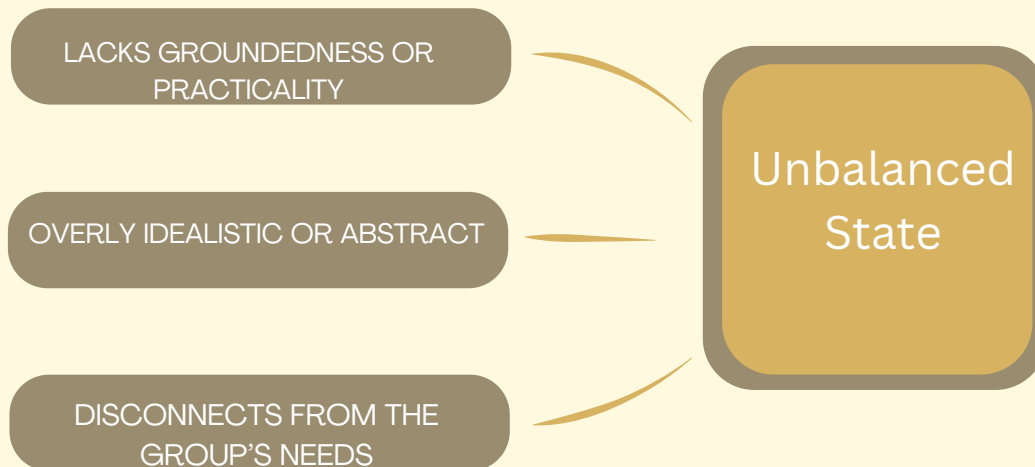 LACKS GROUNDEDNESS OR
PRACTICALITY
OVERLY IDEALISTIC OR ABSTRACT
DISCONNECTS FROM THE
GROUP’S NEEDS
Unbalanced
State